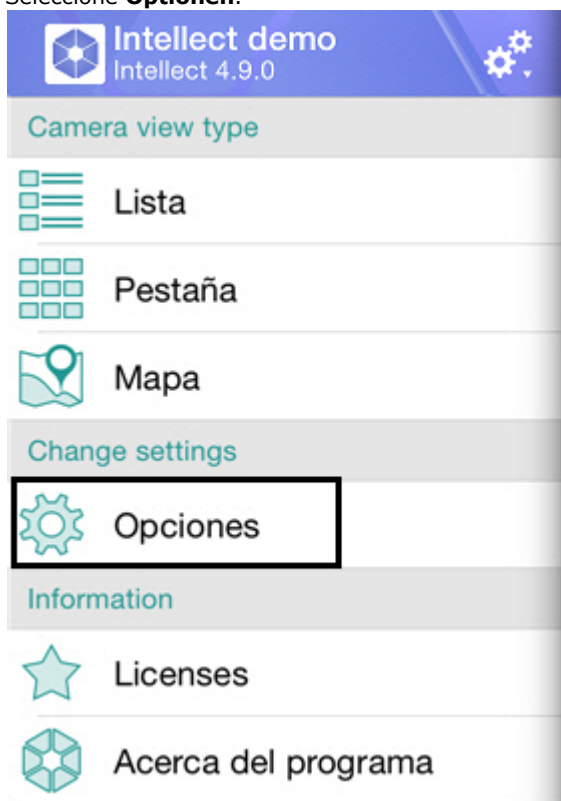 Seleccione Optionen.
Intellect demo
Intellect 4.9.0
Camera view type
Lista
Pestaña
Mapa
Change settings
Opciones
Information
Licenses
Acerca del programa